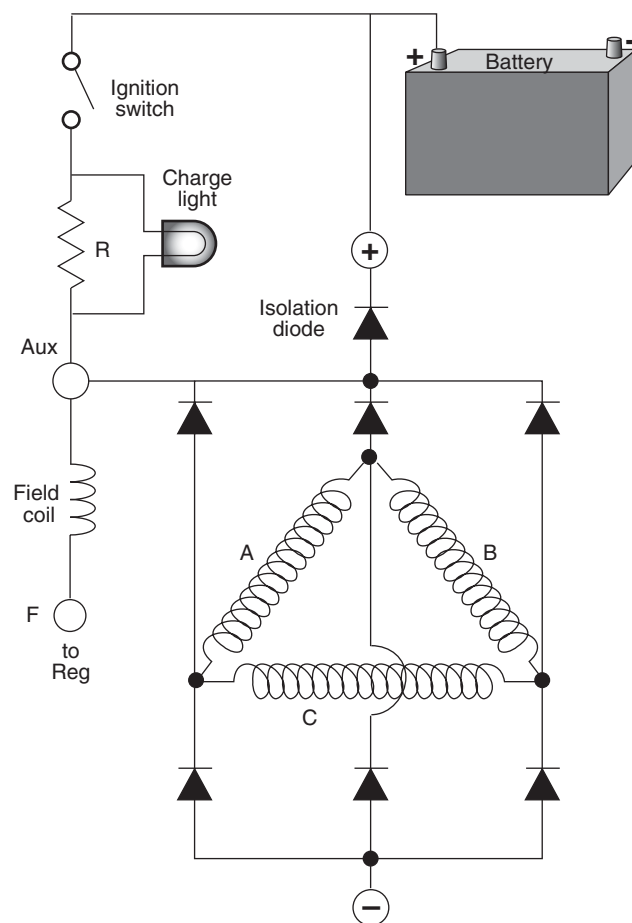 +
-
Battery
Ignition
switch
Charge
light
R
+
Isolation
diode
Aux
Field
coil
A
B
F
to
Reg
C
−